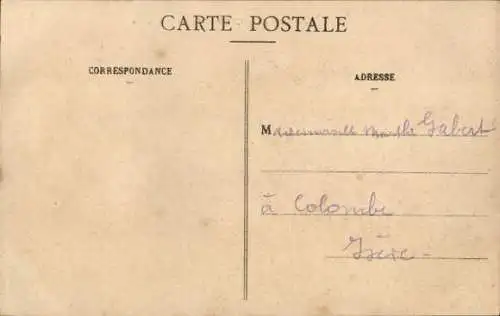 CARTE POSTALE
CORRESPONDANCE
ADRESSE
Mademoiselle Marthe Gabert
à Colombe
Isère